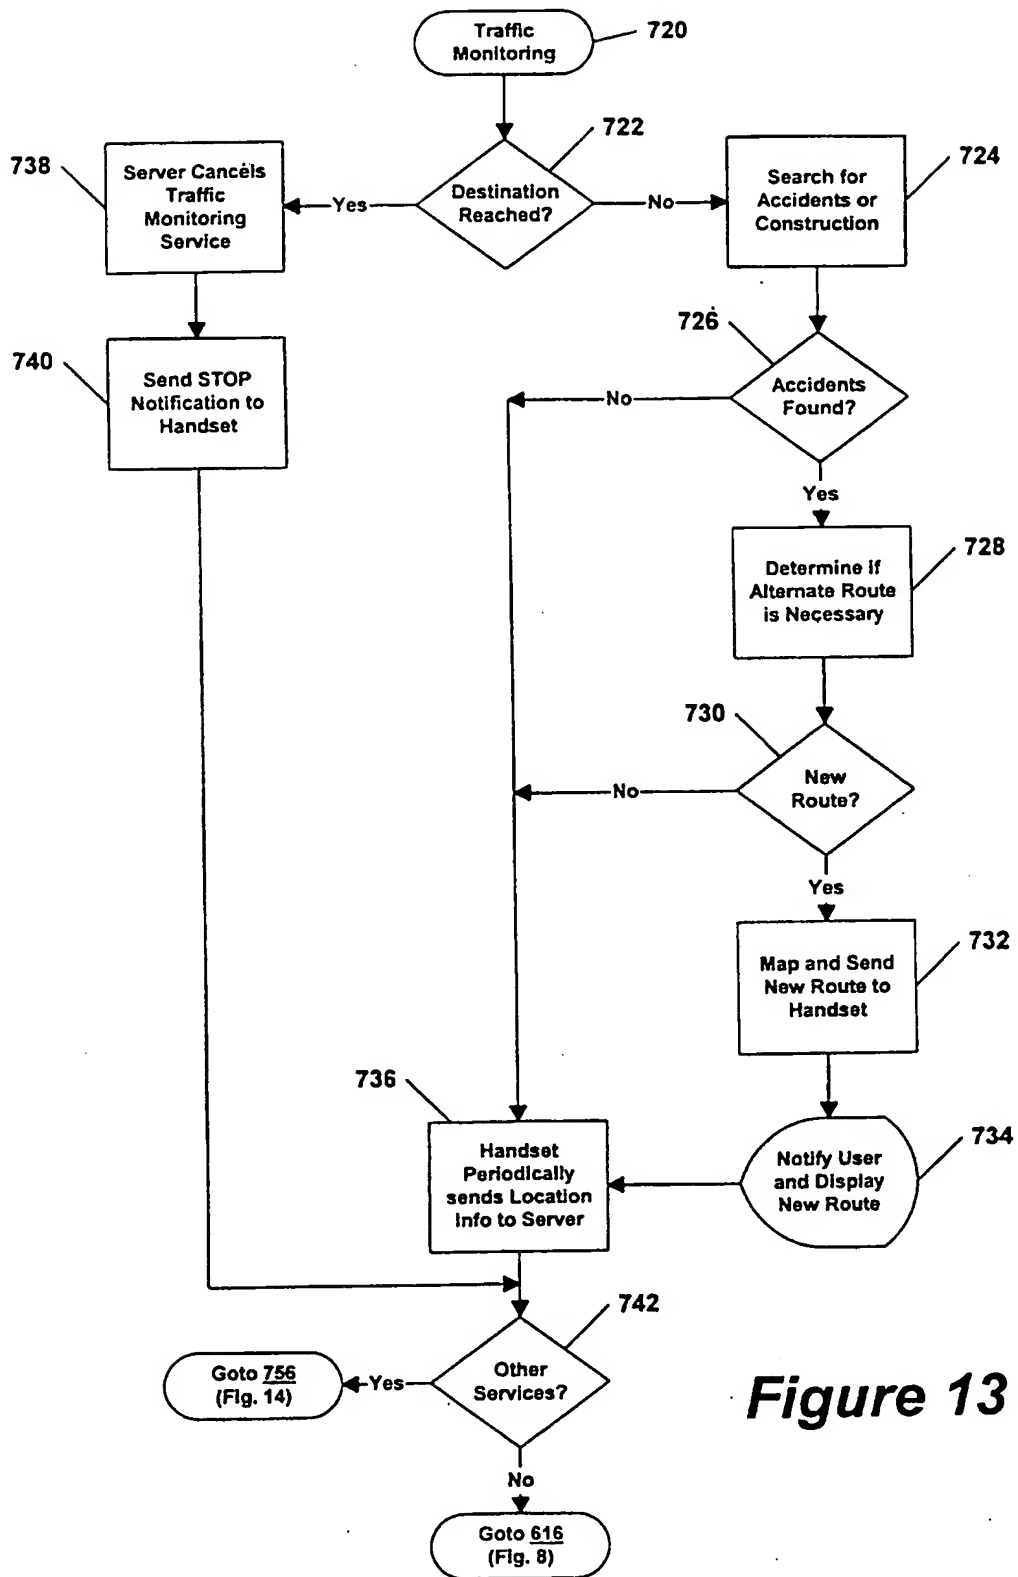 Traffic
Monitoring
720
722
Destination
Reached?
Yes
No
738
Server Cancels
Traffic
Monitoring
Service
724
Search for
Accidents or
Construction
740
Send STOP
Notification to
Handset
726
Accidents
Found?
No
Yes
728
Determine if
Alternate Route
is Necessary
730
New
Route?
No
Yes
732
Map and Send
New Route to
Handset
734
Notify User
and Display
New Route
736
Handset
Periodically
sends Location
Info to Server
742
Other
Services?
Yes
Goto 756
(Fig. 14)
No
Goto 616
(Fig. 8)
Figure 13